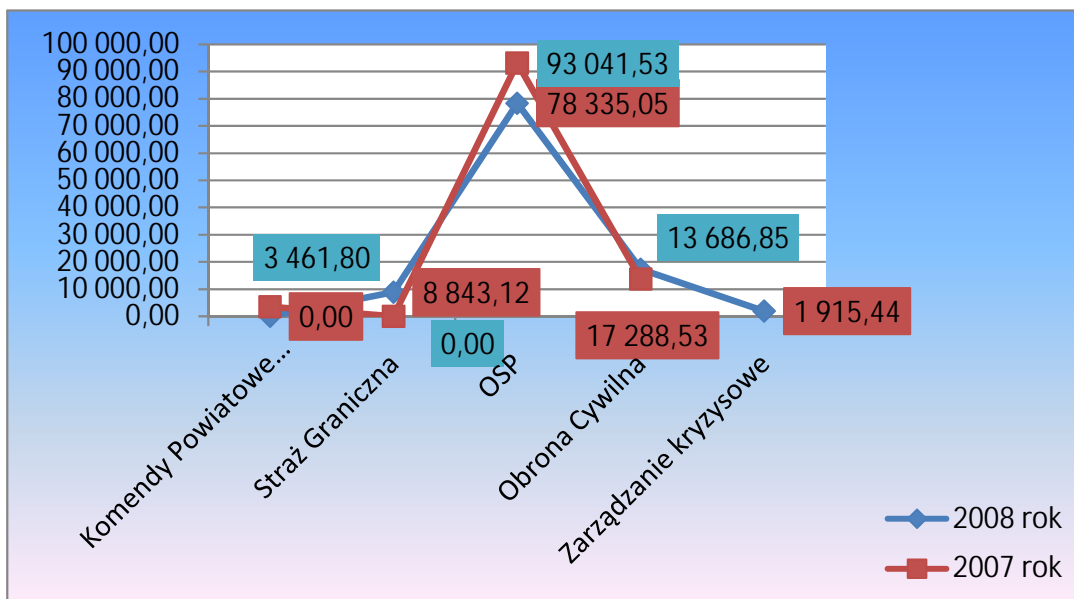 100 000,00
90 000,00
80 000,00
70 000,00
60 000,00
50 000,00
40 000,00
30 000,00
20 000,00
10 000,00
0,00
93 041,53
78 335,05
3 461,80
0,00
8 843,12
0,00
13 686,85
17 288,53
1 915,44
Komendy Powiatowe...
Straż Graniczna
OSP
Obrona Cywilna
Zarządzanie kryzysowe
2008 rok
2007 rok